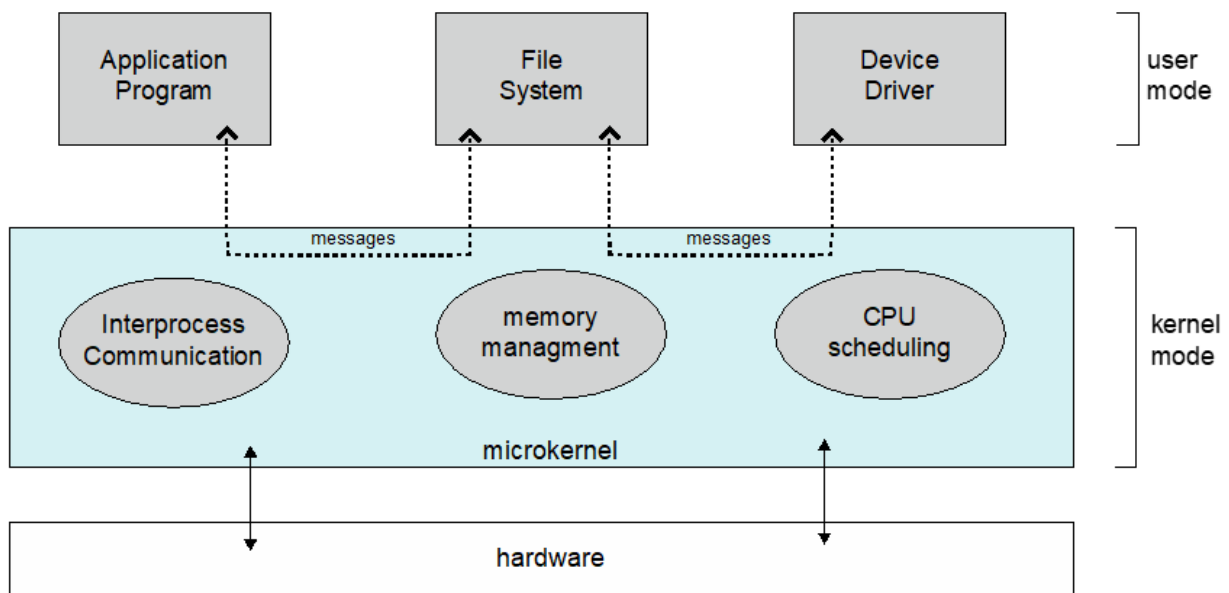 Application
Program
File
System
Device
Driver
user
mode
messages
messages
Interprocess
Communication
memory
managment
CPU
scheduling
kernel
mode
microkernel
hardware